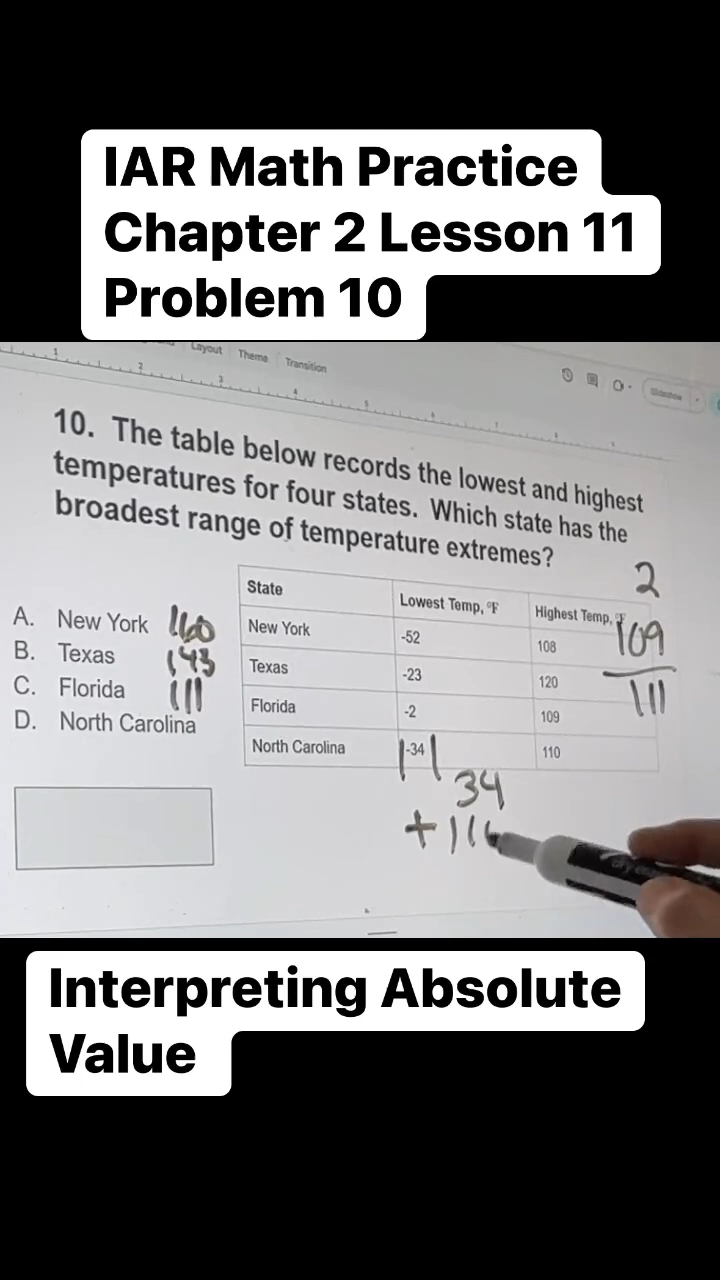 IAR Math Practice
Chapter 2 Lesson 11
Problem 10
Layout Theme Transition
10. The table below records the lowest and highest
temperatures for four states. Which state has the
broadest range of temperature extremes?
A. New York 160
B. Texas 143
C. Florida 111
D. North Carolina
State Lowest Temp, °F Highest Temp, °F
New York -52 108
Texas -23 120
Florida -2 109
North Carolina |-34| 110
2
109
111
34
+ 11
Interpreting Absolute
Value